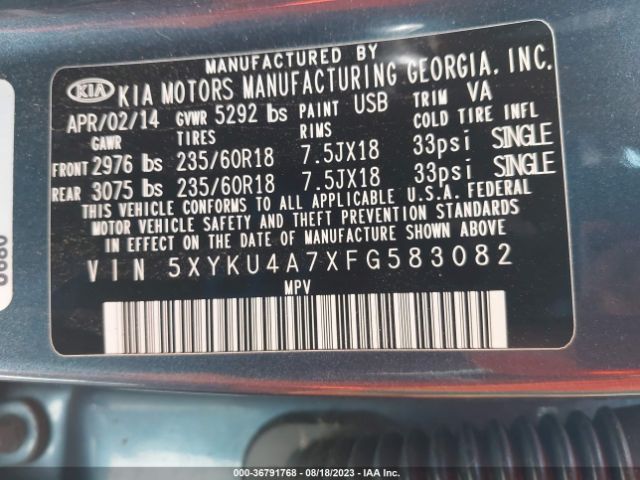 MANUFACTURED BY
KIA KIA MOTORS MANUFACTURING GEORGIA, INC.
APR/02/14 GVWR 5292 lbs PAINT USB TRIM VA
GAWR TIRES RIMS COLD TIRE INFL
FRONT 2976 lbs 235/60R18 7.5JX18 33psi SINGLE
REAR 3075 lbs 235/60R18 7.5JX18 33psi SINGLE
THIS VEHICLE CONFORMS TO ALL APPLICABLE U.S.A. FEDERAL
MOTOR VEHICLE SAFETY AND THEFT PREVENTION STANDARDS
IN EFFECT ON THE DATE OF MANUFACTURE SHOWN ABOVE.
VIN 5XYKU4A7XFG583082
MPV
000-36791768 08/18/2023 IAA Inc.